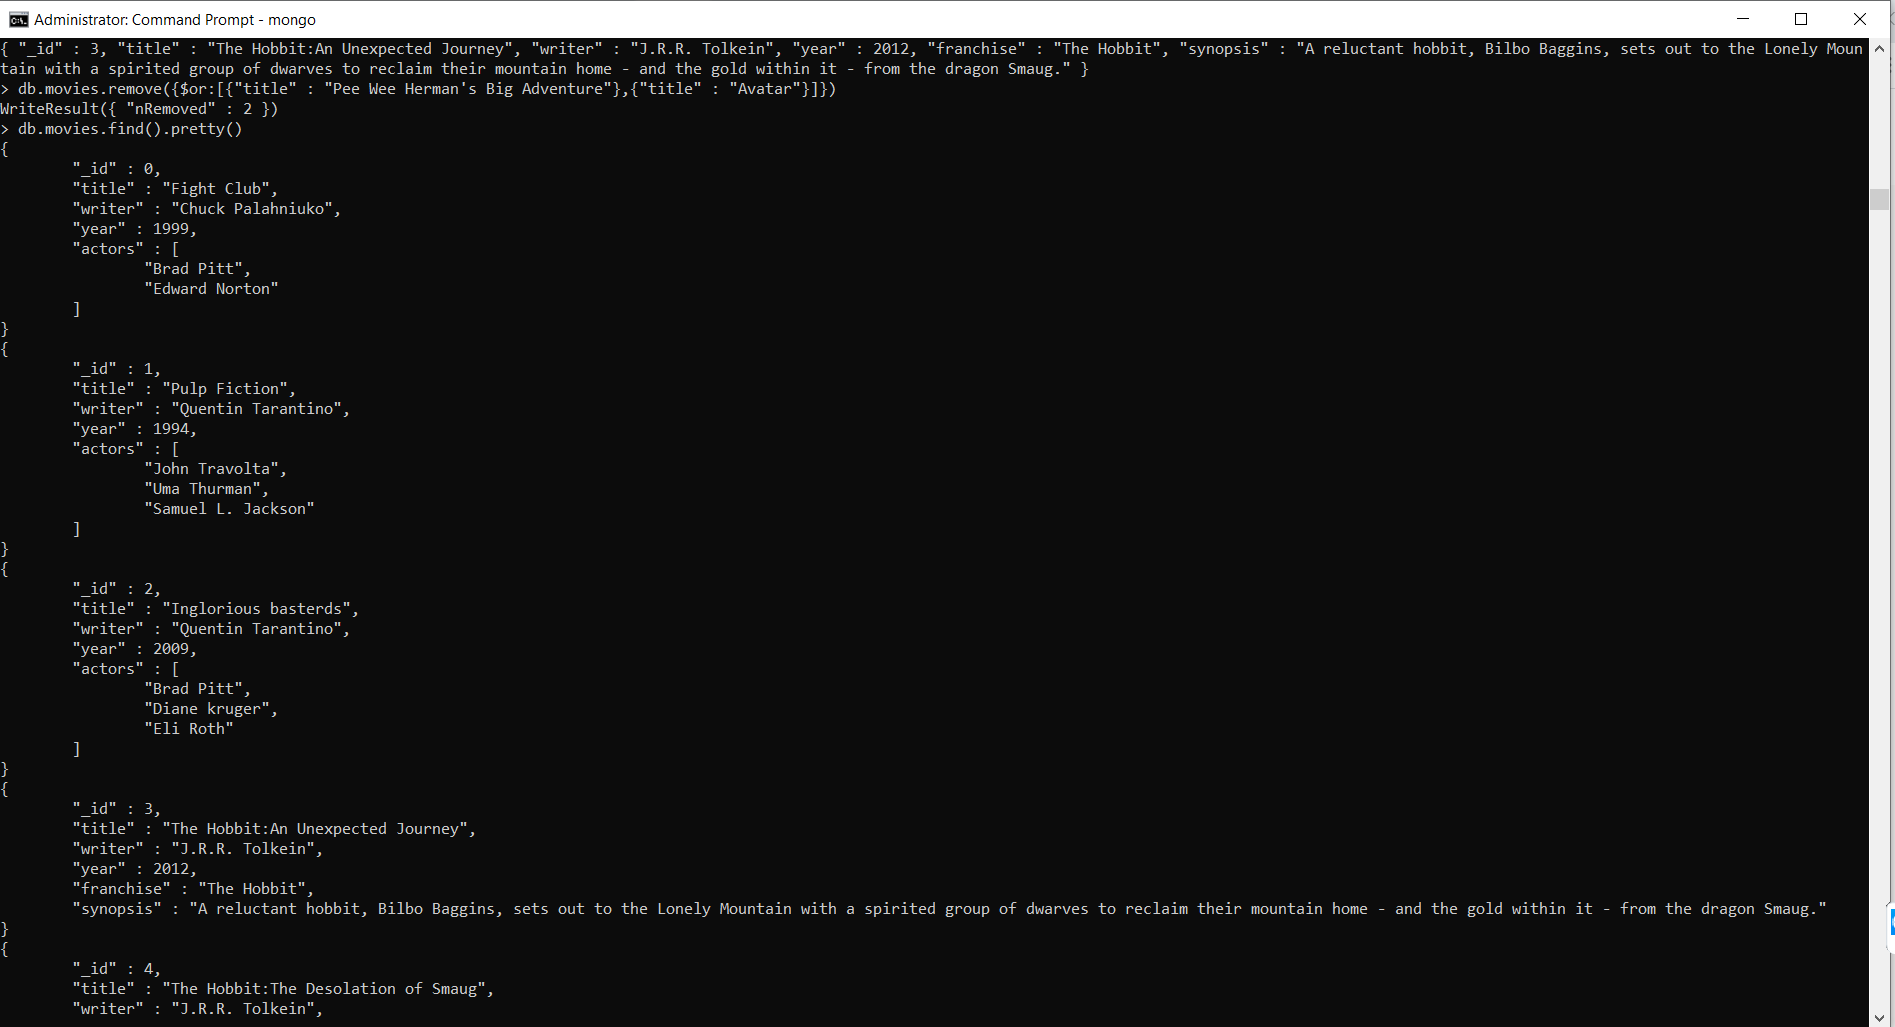 Administrator: Command Prompt - mongo
{ "_id" : 3, "title" : "The Hobbit:An Unexpected Journey", "writer" : "J.R.R. Tolkein", "year" : 2012, "franchise" : "The Hobbit", "synopsis" : "A reluctant hobbit, Bilbo Baggins, sets out to the Lonely Moun
tain with a spirited group of dwarves to reclaim their mountain home - and the gold within it - from the dragon Smaug." }
> db.movies.remove({$or:[{"title" : "Pee Wee Herman's Big Adventure"},{"title" : "Avatar"}]})
WriteResult({ "nRemoved" : 2 })
> db.movies.find().pretty()
{
        "_id" : 0,
        "title" : "Fight Club",
        "writer" : "Chuck Palahniuko",
        "year" : 1999,
        "actors" : [
                "Brad Pitt",
                "Edward Norton"
        ]
}
{
        "_id" : 1,
        "title" : "Pulp Fiction",
        "writer" : "Quentin Tarantino",
        "year" : 1994,
        "actors" : [
                "John Travolta",
                "Uma Thurman",
                "Samuel L. Jackson"
        ]
}
{
        "_id" : 2,
        "title" : "Inglorious basterds",
        "writer" : "Quentin Tarantino",
        "year" : 2009,
        "actors" : [
                "Brad Pitt",
                "Diane kruger",
                "Eli Roth"
        ]
}
{
        "_id" : 3,
        "title" : "The Hobbit:An Unexpected Journey",
        "writer" : "J.R.R. Tolkein",
        "year" : 2012,
        "franchise" : "The Hobbit",
        "synopsis" : "A reluctant hobbit, Bilbo Baggins, sets out to the Lonely Mountain with a spirited group of dwarves to reclaim their mountain home - and the gold within it - from the dragon Smaug."
}
{
        "_id" : 4,
        "title" : "The Hobbit:The Desolation of Smaug",
        "writer" : "J.R.R. Tolkein",